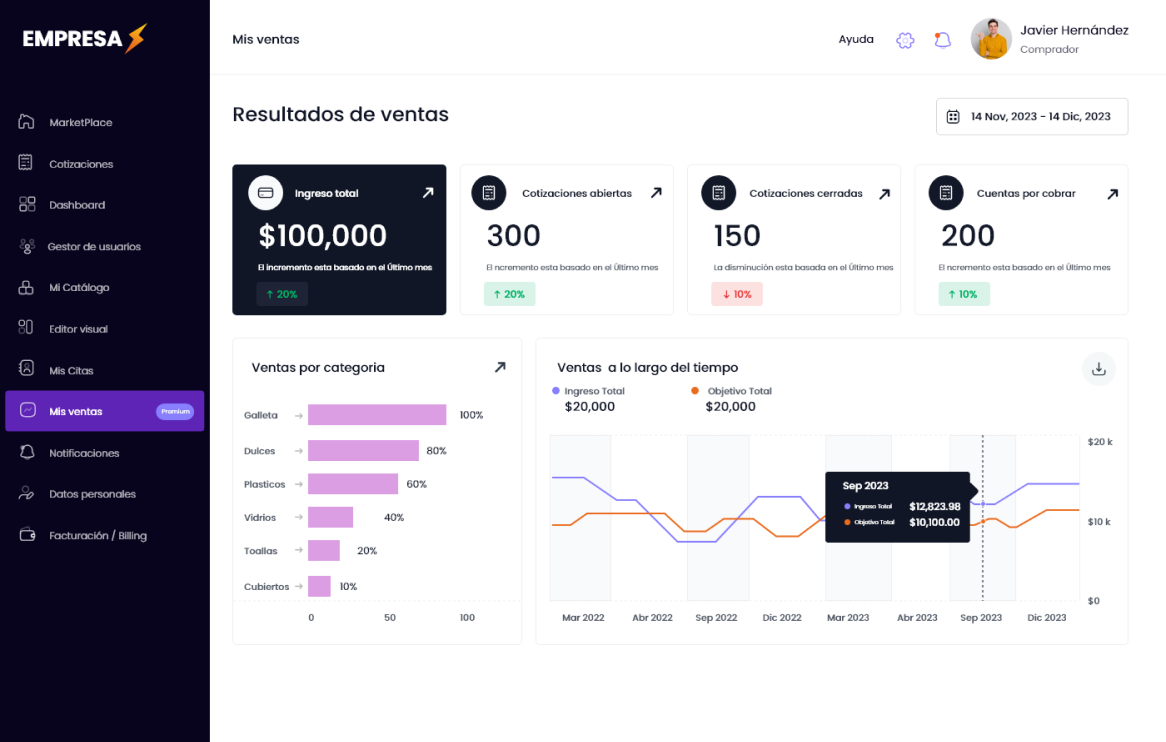 EMPRESA
Mis ventas
Ayuda
Javier Hernández
Comprador
MarketPlace
Cotizaciones
Dashboard
Gestor de usuarios
Mi Catálogo
Editor visual
Mis Citas
Mis ventas
Premium
Notificaciones
Datos personales
Facturación / Billing
Resultados de ventas
14 Nov, 2023 - 14 Dic, 2023
Ingreso total
$100,000
El incremento esta basado en el Último mes
↑ 20%
Cotizaciones abiertas
300
El ncremento esta basado en el Último mes
↑ 20%
Cotizaciones cerradas
150
La disminución esta basada en el Último mes
↓ 10%
Cuentas por cobrar
200
El ncremento esta basado en el Último mes
↑ 10%
Ventas por categoria
Galleta → 100%
Dulces → 80%
Plasticos → 60%
Vidrios → 40%
Toallas → 20%
Cubiertos → 10%
0 50 100
Ventas a lo largo del tiempo
Ingreso Total
$20,000
Objetivo Total
$20,000
$20 k
$10 k
$0
Sep 2023
Ingreso Total $12,823.98
Objetivo Total $10,100.00
Mar 2022 Abr 2022 Sep 2022 Dic 2022 Mar 2023 Abr 2023 Sep 2023 Dic 2023